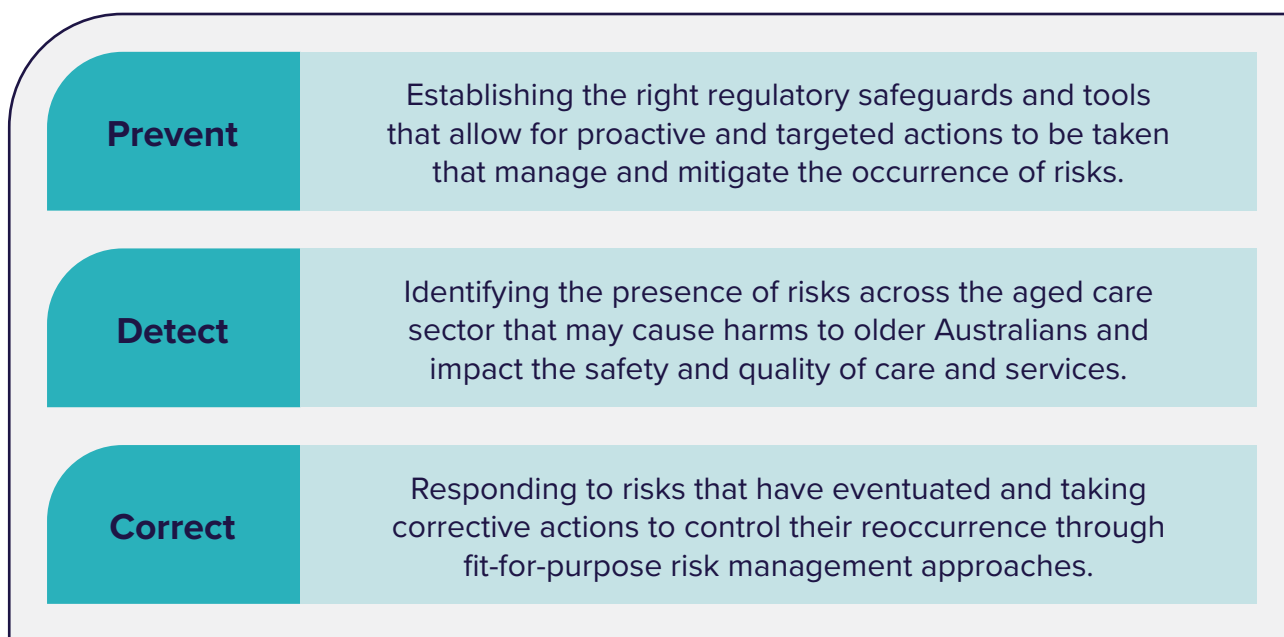 Prevent
Establishing the right regulatory safeguards and tools
that allow for proactive and targeted actions to be taken
that manage and mitigate the occurrence of risks.
Detect
Identifying the presence of risks across the aged care
sector that may cause harms to older Australians and
impact the safety and quality of care and services.
Correct
Responding to risks that have eventuated and taking
corrective actions to control their reoccurrence through
fit-for-purpose risk management approaches.